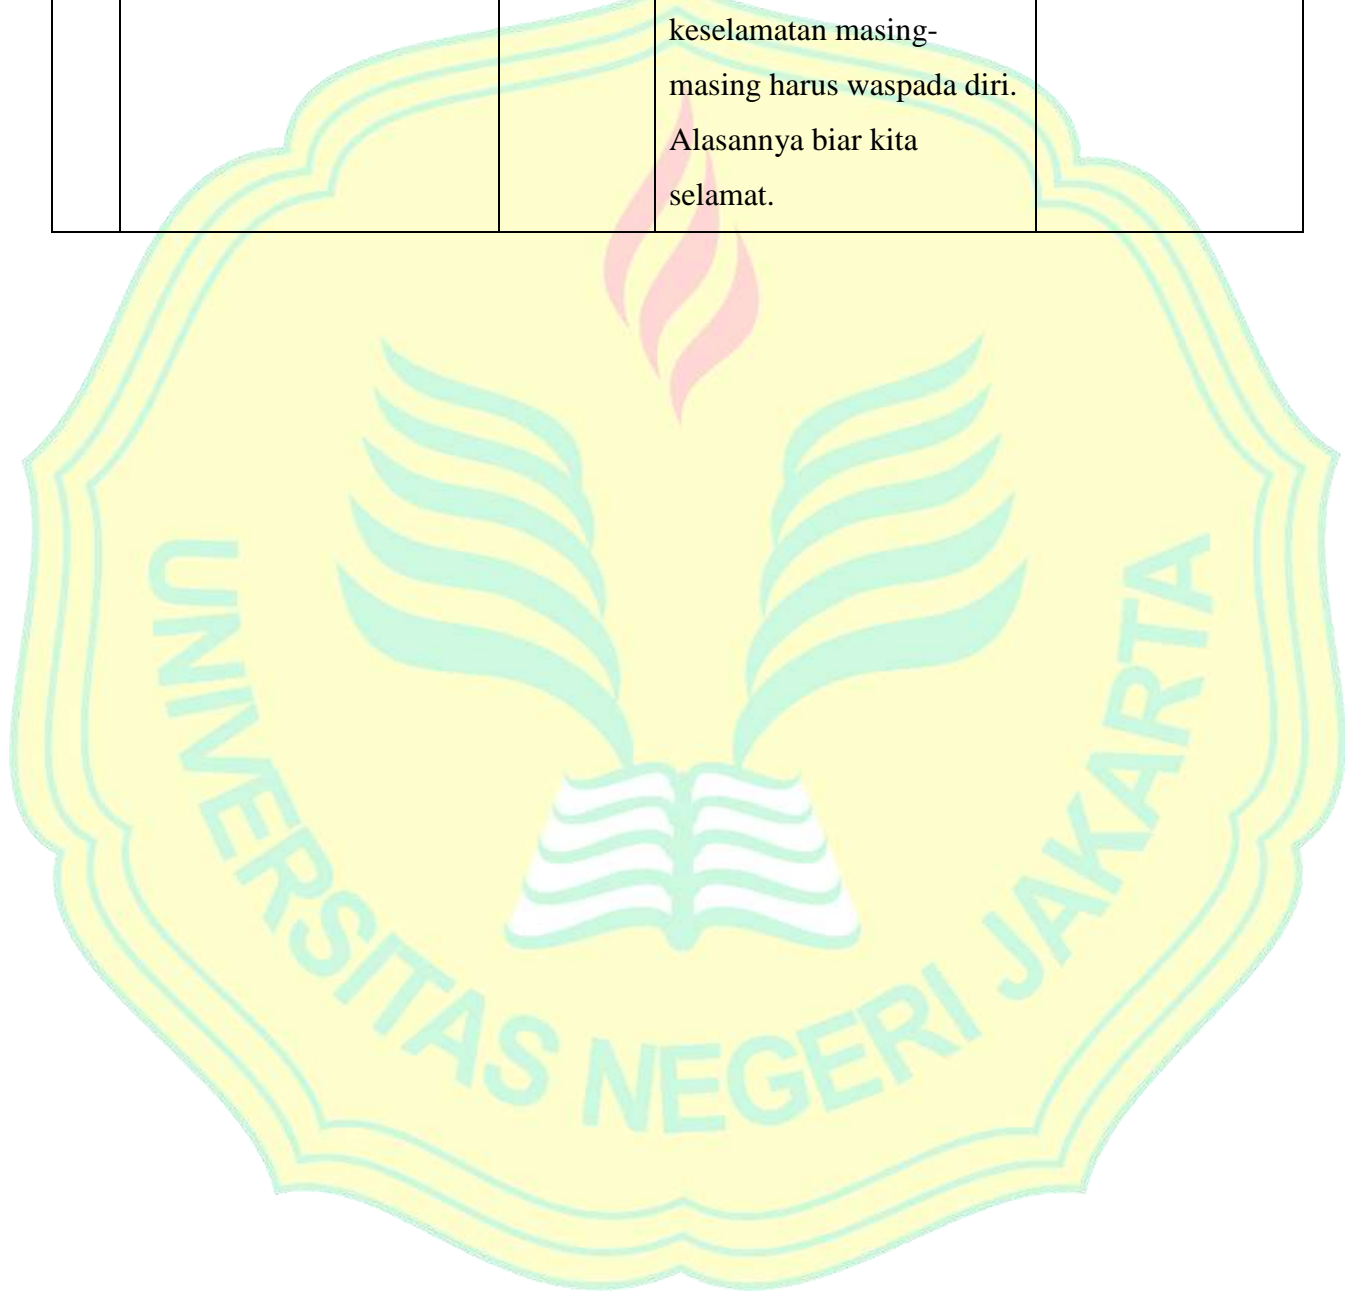 keselamatan masing-
masing harus waspada diri.
Alasannya biar kita
selamat.
UNIVERSITAS NEGERI JAKARTA